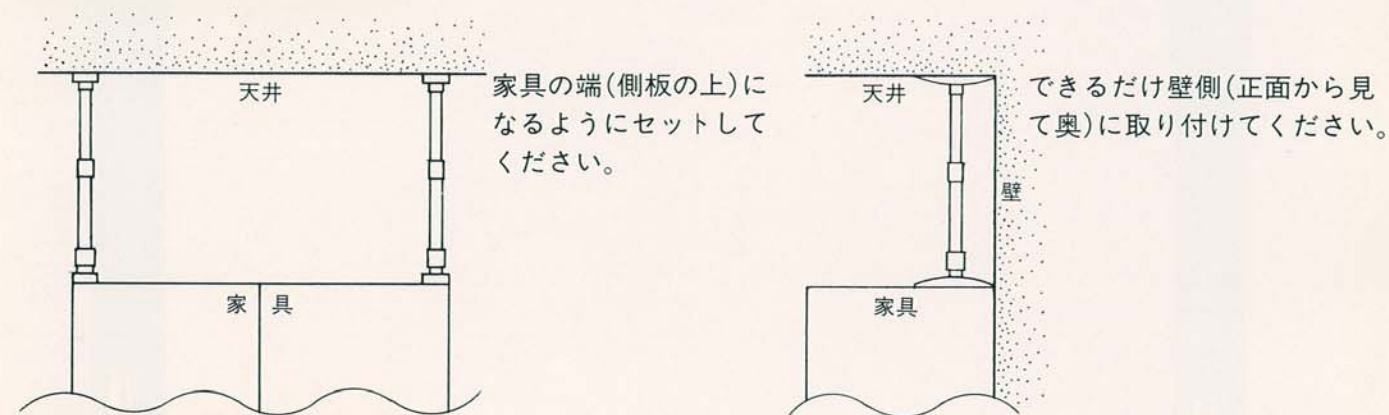 天井
家具の端(側板の上)に
なるようにセットして
ください。
家 具
天井
できるだけ壁側(正面から見
て奥)に取り付けてください。
壁
家具